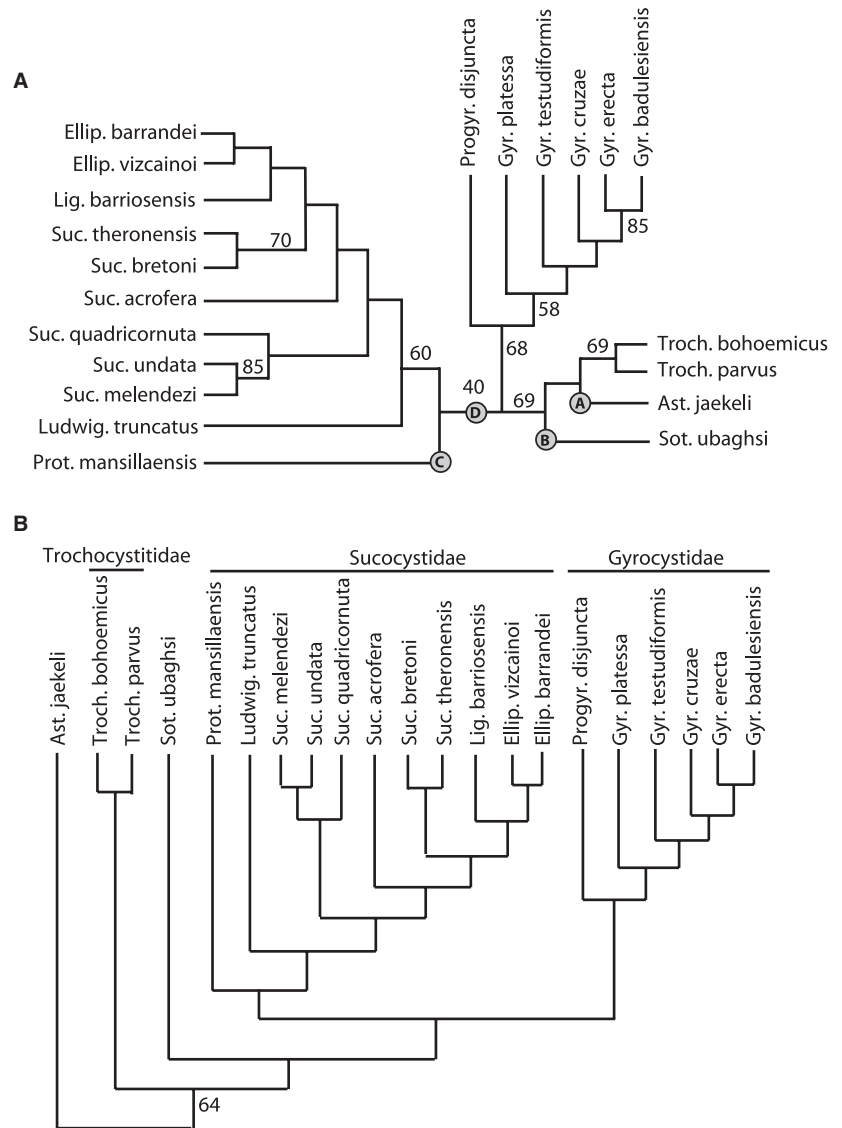 A
Progyr. disjuncta
Gyr. platessa
Gyr. testudiformis
Gyr. cruzae
Gyr. erecta
Gyr. badulesiensis
Ellip. barrandei
Ellip. vizcainoi
Lig. barriosensis
Suc. theronensis
70
Suc. bretoni
Suc. acrofera
Suc. quadricornuta
Suc. undata
85
Suc. melendezi
Ludwig. truncatus
Prot. mansillaensis
60
C
40
D
85
58
68
69
69
Troch. bohoemicus
Troch. parvus
A
Ast. jaekeli
B
Sot. ubaghsi
B
Trochocystitidae
Sucocystidae
Gyrocystidae
Ast. jaekeli
Troch. bohoemicus
Troch. parvus
Sot. ubaghsi
Prot. mansillaensis
Ludwig. truncatus
Suc. melendezi
Suc. undata
Suc. quadricornuta
Suc. acrofera
Suc. bretoni
Suc. theronensis
Lig. barriosensis
Ellip. vizcainoi
Ellip. barrandei
Progyr. disjuncta
Gyr. platessa
Gyr. testudiformis
Gyr. cruzae
Gyr. erecta
Gyr. badulesiensis
64